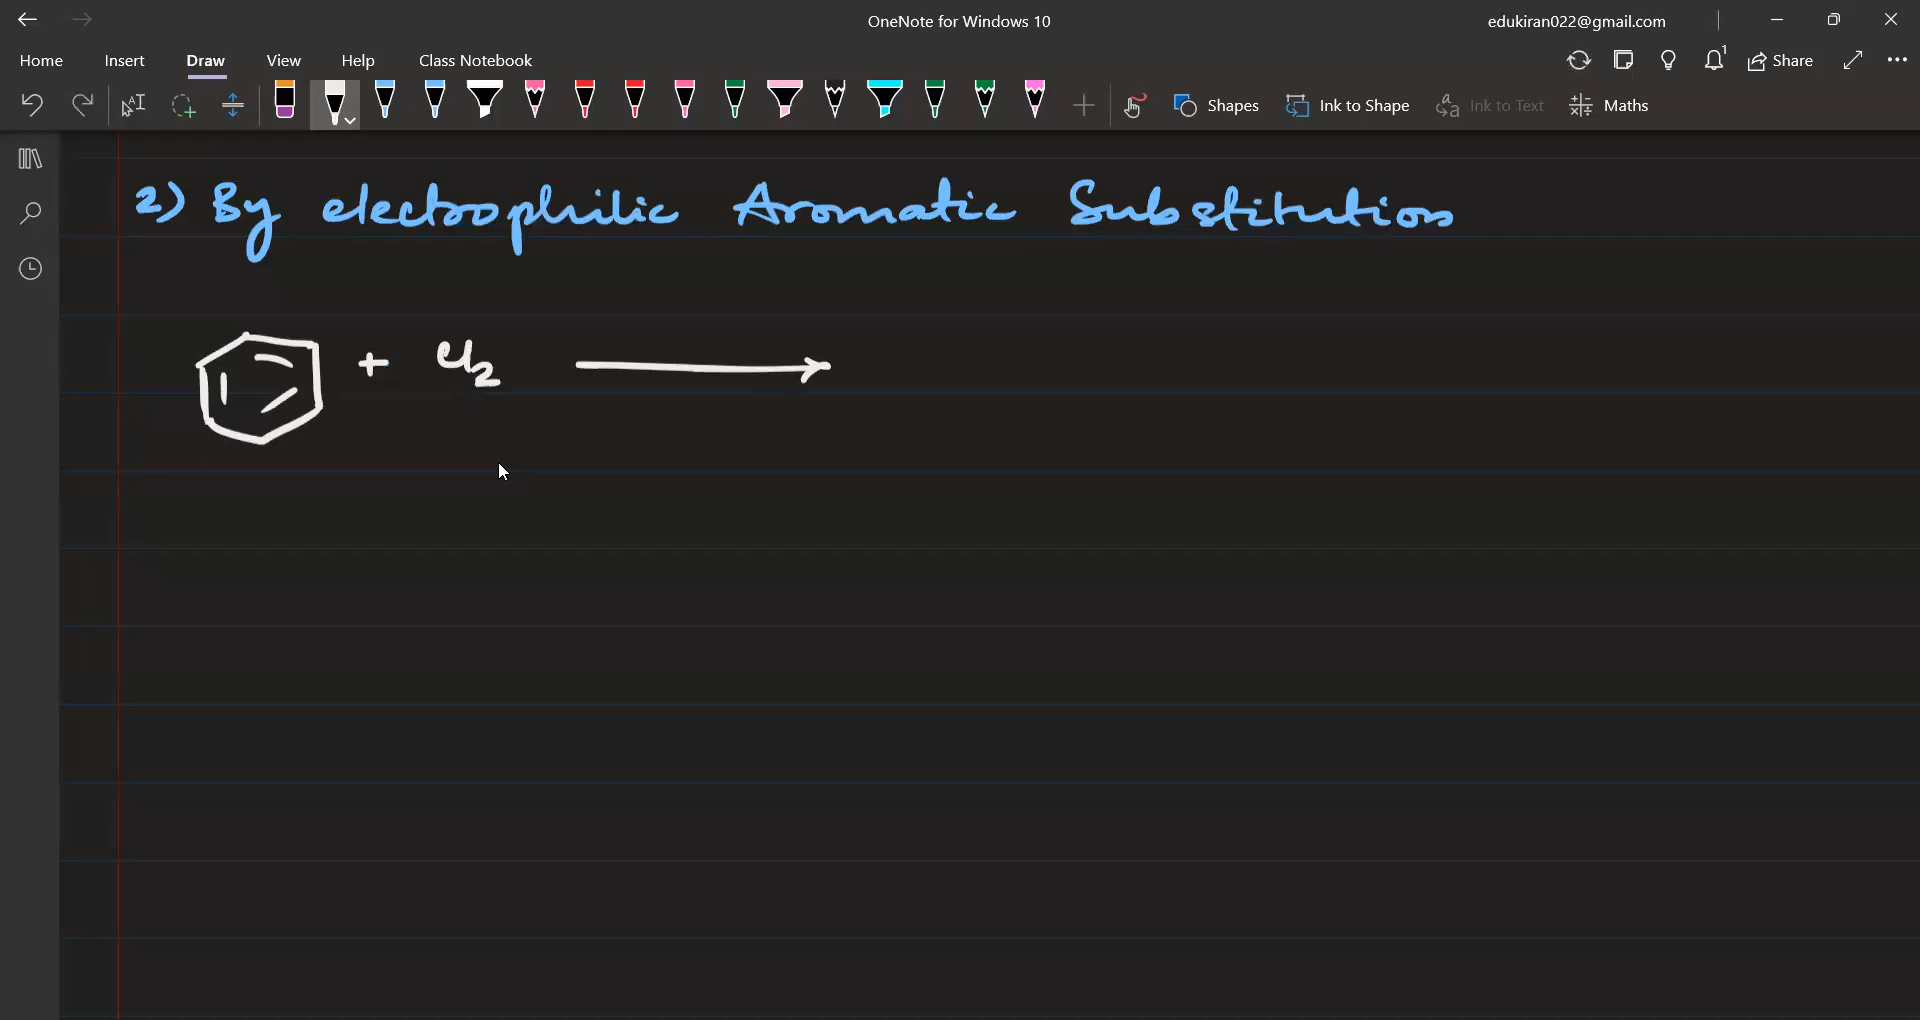 OneNote for Windows 10
edukiran022@gmail.com
Home Insert Draw View Help Class Notebook
1 Share
Shapes Ink to Shape Ink to Text Maths
2) By electrophilic Aromatic Substitution
+ Cl2